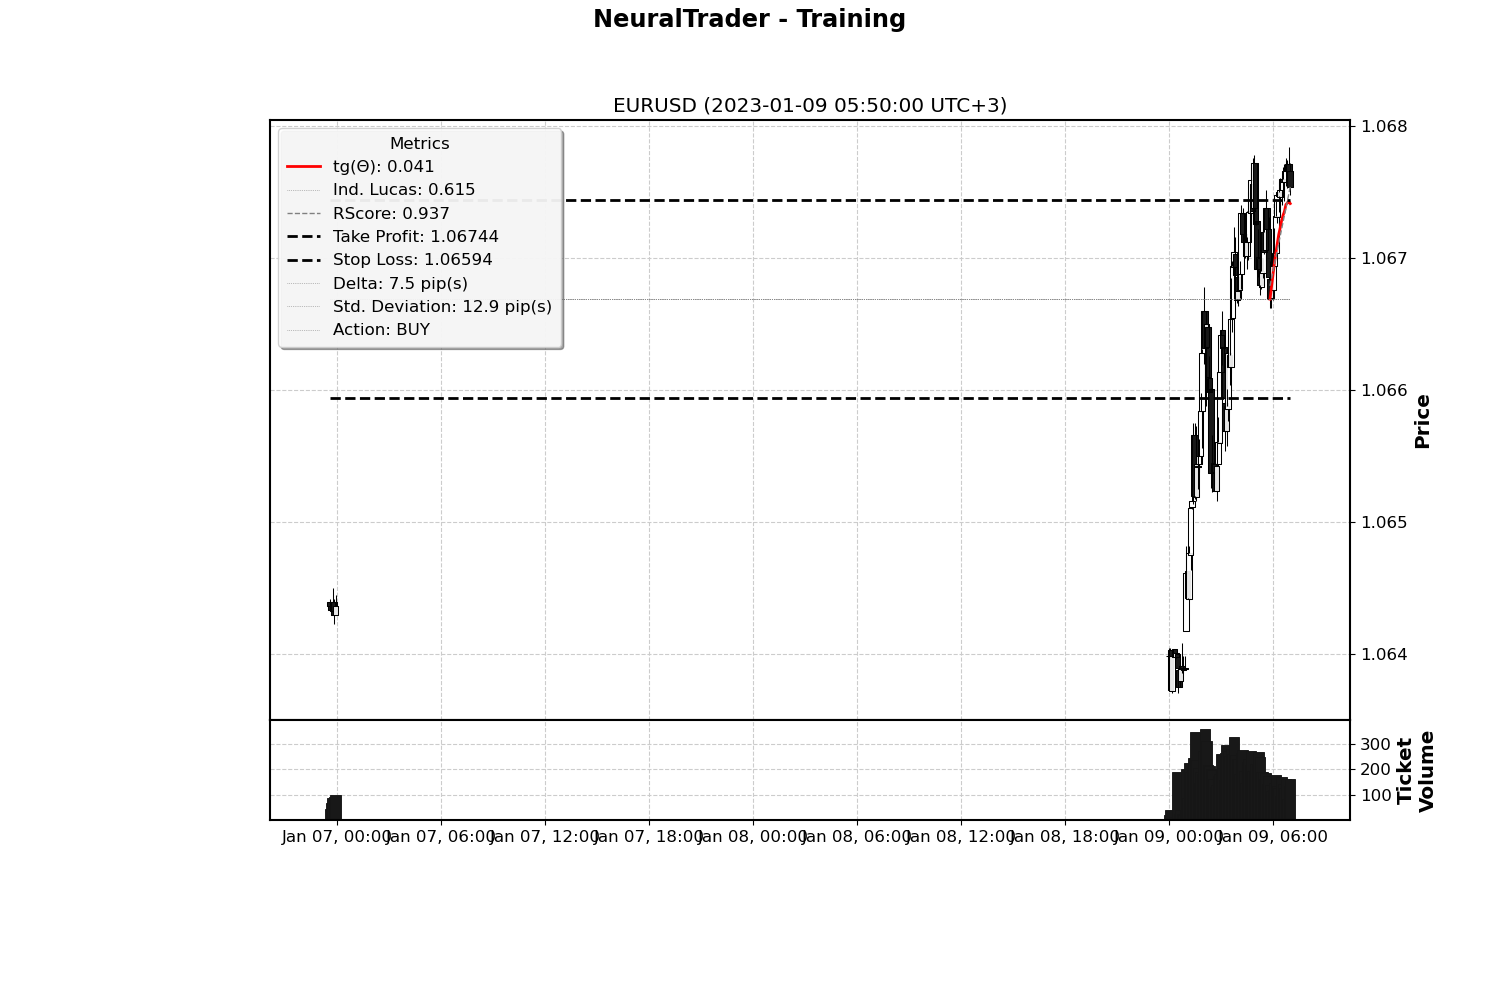 NeuralTrader - Training
EURUSD (2023-01-09 05:50:00 UTC+3)
Metrics
tg(Θ): 0.041
Ind. Lucas: 0.615
RScore: 0.937
Take Profit: 1.06744
Stop Loss: 1.06594
Delta: 7.5 pip(s)
Std. Deviation: 12.9 pip(s)
Action: BUY
1.068
1.067
1.066
1.065
1.064
Price
300
200
100
Ticket
Volume
Jan 07, 00:00
Jan 07, 06:00
Jan 07, 12:00
Jan 07, 18:00
Jan 08, 00:00
Jan 08, 06:00
Jan 08, 12:00
Jan 08, 18:00
Jan 09, 00:00
Jan 09, 06:00